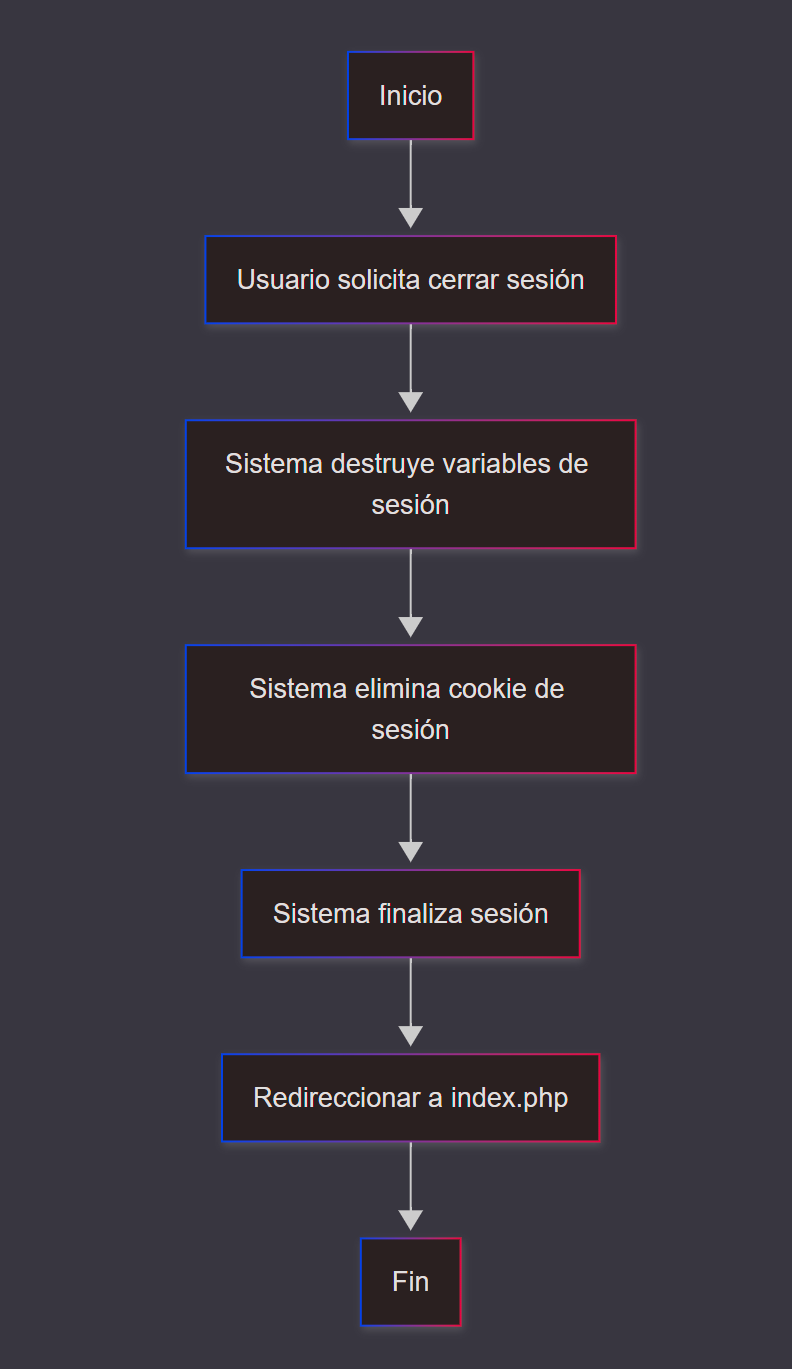 Inicio
Usuario solicita cerrar sesión
Sistema destruye variables de
sesión
Sistema elimina cookie de
sesión
Sistema finaliza sesión
Redireccionar a index.php
Fin